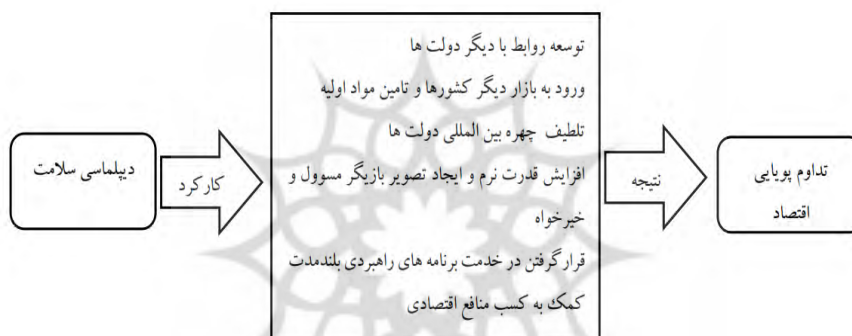 دیپلماسی سلامت
کارکرد
توسعه روابط با دیگر دولت ها
ورود به بازار دیگر کشورها و تامین مواد اولیه
تلطیف چهره بین المللی دولت ها
افزایش قدرت نرم و ایجاد تصویر بازیگر مسوول و
خیرخواه
قرارگرفتن در خدمت برنامه های راهبردی بلندمدت
کمک به کسب منافع اقتصادی
نتیجه
تداوم پویایی
اقتصاد